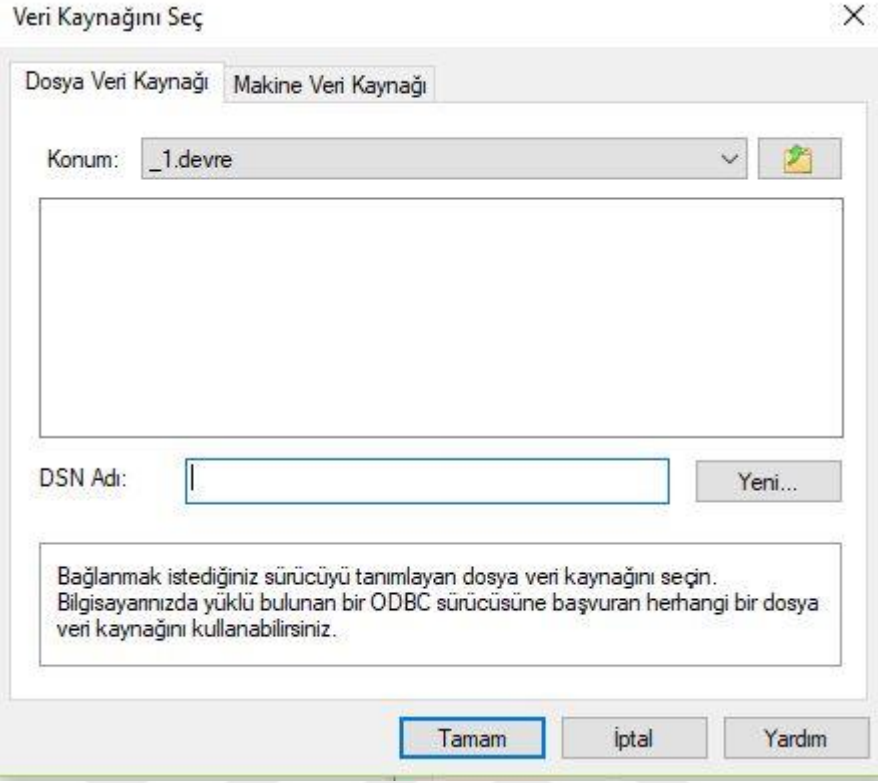 Veri Kaynağını Seç
Dosya Veri Kaynağı Makine Veri Kaynağı
Konum: _1.devre
DSN Adı: Yeni...
Bağlanmak istediğiniz sürücüyü tanımlayan dosya veri kaynağını seçin.
Bilgisayarınızda yüklü bulunan bir ODBC sürücüsüne başvuran herhangi bir dosya
veri kaynağını kullanabilirsiniz.
Tamam İptal Yardım